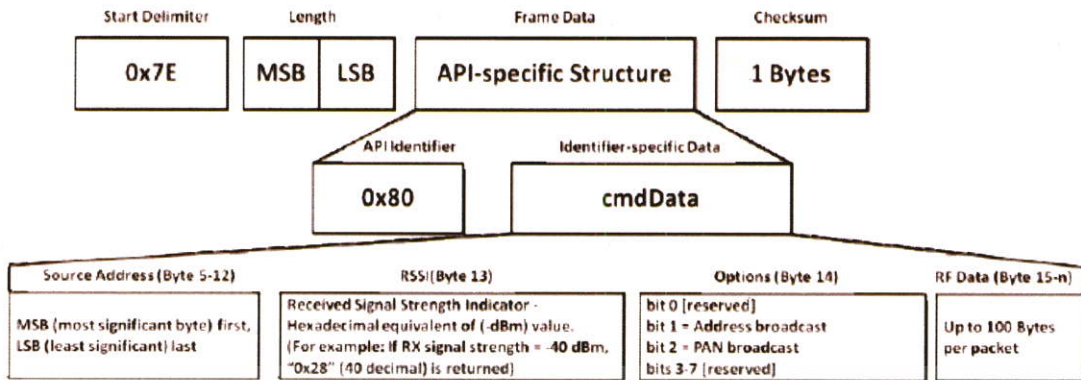 Start Delimiter
Length
Frame Data
Checksum
0x7E
MSB
LSB
API-specific Structure
1 Bytes
API Identifier
Identifier-specific Data
0x80
cmdData
Source Address (Byte 5-12)
RSSI(Byte 13)
Options (Byte 14)
RF Data (Byte 15-n)
MSB (most significant byte) first,
LSB (least significant) last
Received Signal Strength Indicator -
Hexadecimal equivalent of (-dBm) value.
(For example: If RX signal strength = -40 dBm,
"0x28" (40 decimal) is returned)
bit 0 [reserved]
bit 1 = Address broadcast
bit 2 = PAN broadcast
bits 3-7 [reserved]
Up to 100 Bytes
per packet